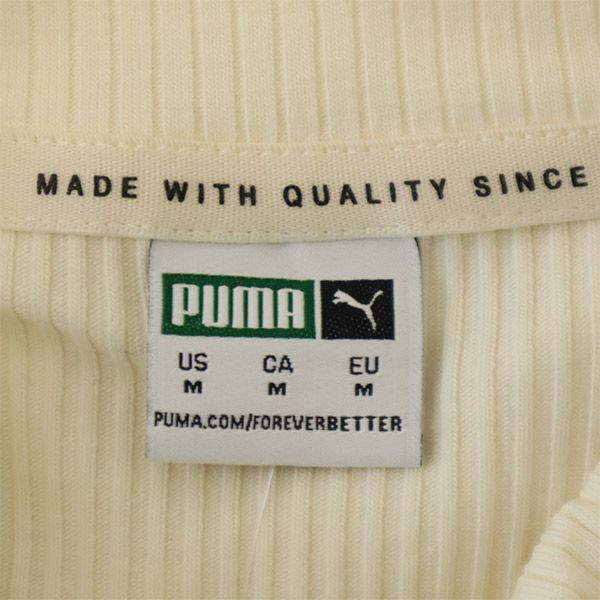 MADE WITH QUALITY SINCE
PUMA
US CA EU
M M M
PUMA.COM/FOREVERBETTER